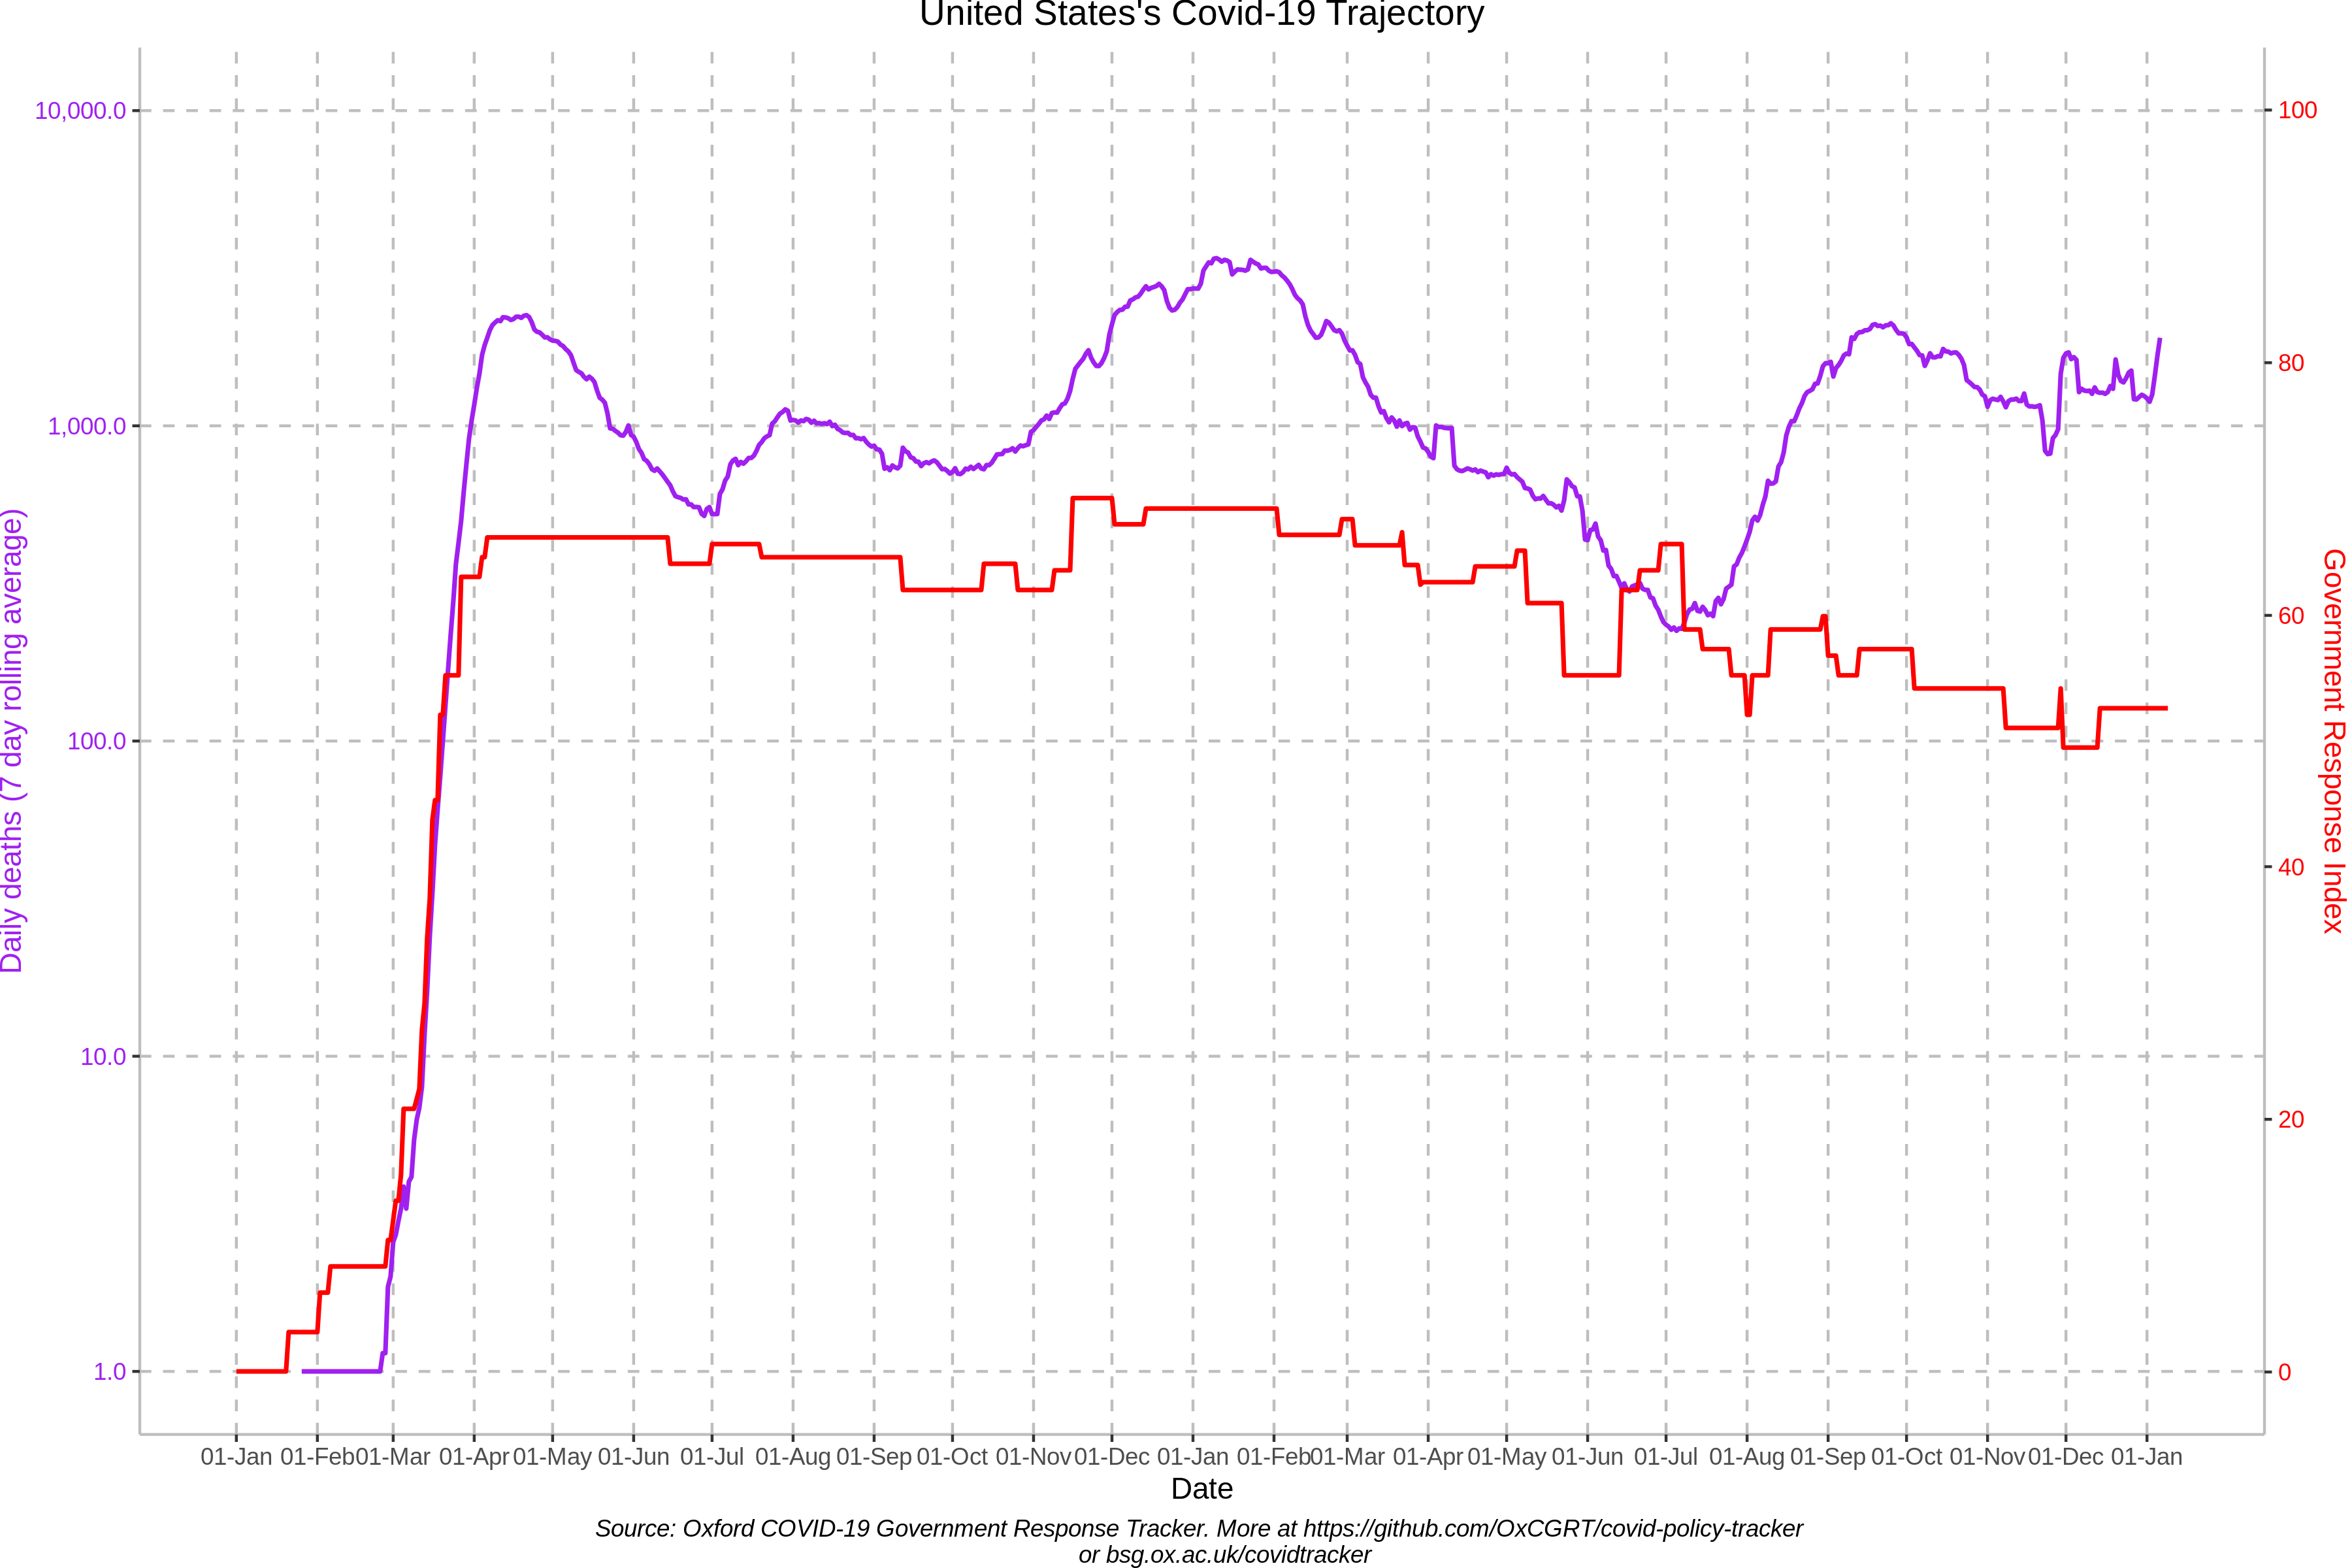 United States's Covid-19 Trajectory
Daily deaths (7 day rolling average)
10,000.0
1,000.0
100.0
10.0
1.0
100
80
60
40
20
0
Government Response Index
01-Jan 01-Feb 01-Mar 01-Apr 01-May 01-Jun 01-Jul 01-Aug 01-Sep 01-Oct 01-Nov 01-Dec 01-Jan 01-Feb 01-Mar 01-Apr 01-May 01-Jun 01-Jul 01-Aug 01-Sep 01-Oct 01-Nov 01-Dec 01-Jan
Date
Source: Oxford COVID-19 Government Response Tracker. More at https://github.com/OxCGRT/covid-policy-tracker
or bsg.ox.ac.uk/covidtracker